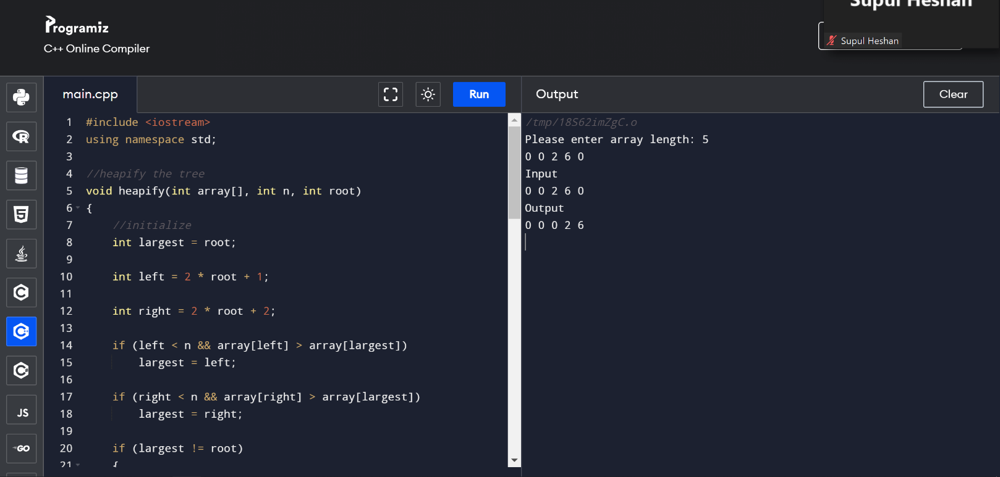 Supul Heshan
Programiz
C++ Online Compiler
Supul Heshan
main.cpp
Run
Output
Clear
1 #include <iostream>
2 using namespace std;
3
4 //heapify the tree
5 void heapify(int array[], int n, int root)
6 {
7 //initialize
8 int largest = root;
9
10 int left = 2 * root + 1;
11
12 int right = 2 * root + 2;
13
14 if (left < n && array[left] > array[largest])
15 largest = left;
16
17 if (right < n && array[right] > array[largest])
18 largest = right;
19
20 if (largest != root)
21 {
/tmp/18S62imZgC.o
Please enter array length: 5
0 0 2 6 0
Input
0 0 2 6 0
Output
0 0 0 2 6
R
5
C
C
C
JS
GO